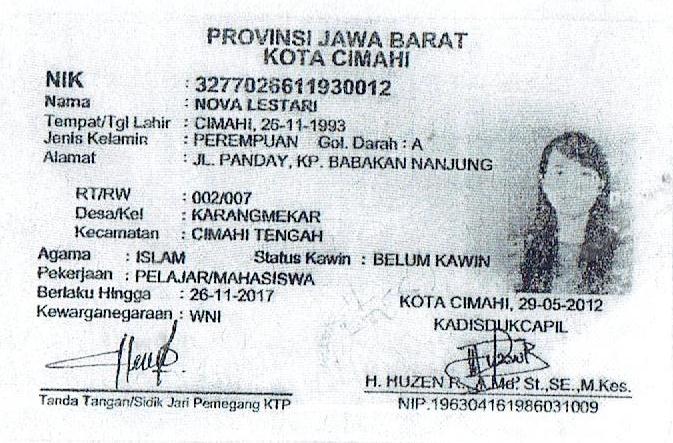 PROVINSI JAWA BARAT
KOTA CIMAHI
NIK : 3277026611930012
Nama : NOVA LESTARI
Tempat/Tgl Lahir : CIMAHI, 26-11-1993
Jenis Kelamin : PEREMPUAN Gol. Darah : A
Alamat : JL. PANDAY, KP. BABAKAN NANJUNG
RT/RW : 002/007
Desa/Kel : KARANGMEKAR
Kecamatan : CIMAHI TENGAH
Agama : ISLAM Status Kawin : BELUM KAWIN
Pekerjaan : PELAJAR/MAHASISWA
Berlaku Hingga : 26-11-2017
Kewarganegaraan : WNI
KOTA CIMAHI, 29-05-2012
KADISDUKCAPIL
H. HUZEN St.,SE.,M.Kes.
Tanda Tangan/Sidik Jari Pemegang KTP
NIP.196304161986031009